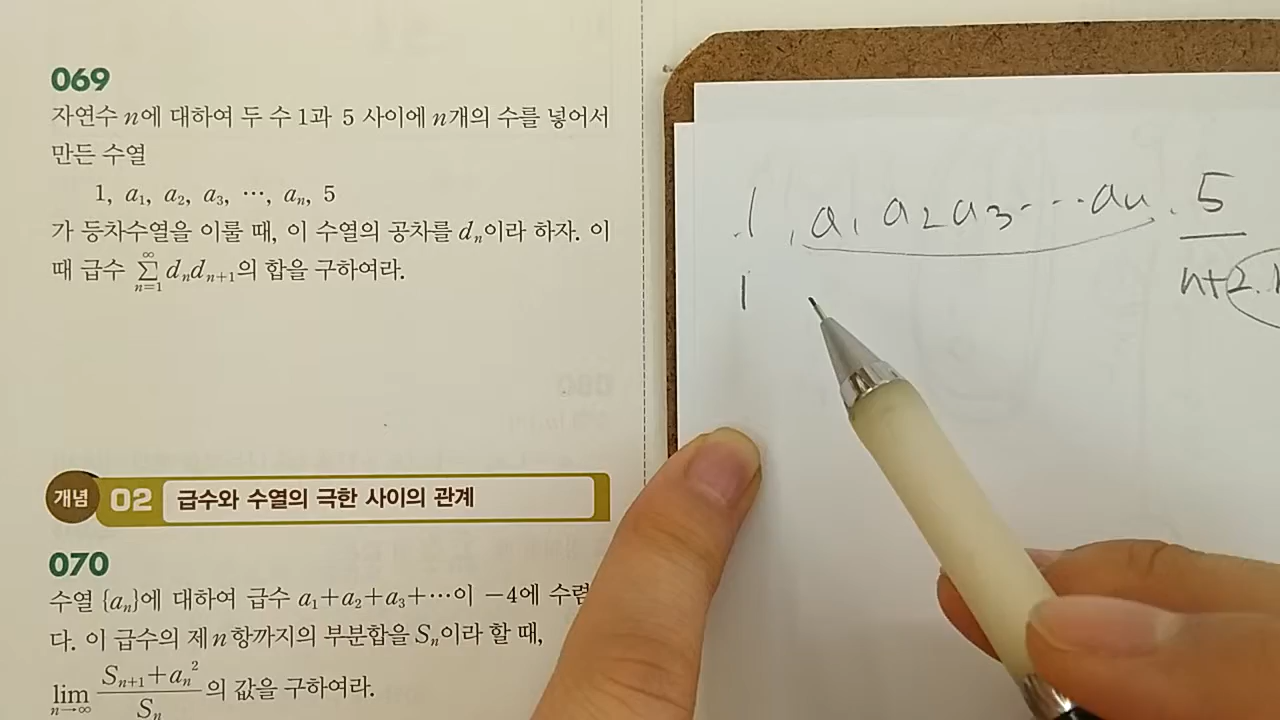 069
자연수 n에 대하여 두 수 1과 5 사이에 n개의 수를 넣어서
만든 수열
1, a₁, a₂, a₃, ⋯, aₙ, 5
가 등차수열을 이룰 때, 이 수열의 공차를 dₙ이라 하자. 이
때 급수 ∑_{n=1}^{∞} dₙdₙ₊₁의 합을 구하여라.
개념 02 급수와 수열의 극한 사이의 관계
070
수열 {aₙ}에 대하여 급수 a₁+a₂+a₃+⋯이 −4에 수렴
다. 이 급수의 제n항까지의 부분합을 Sₙ이라 할 때,
lim_{n→∞} (Sₙ₊₁+aₙ²)/Sₙ의 값을 구하여라.
1, a₁ a₂ a₃ ⋯ aₙ. 5
1 n+2.